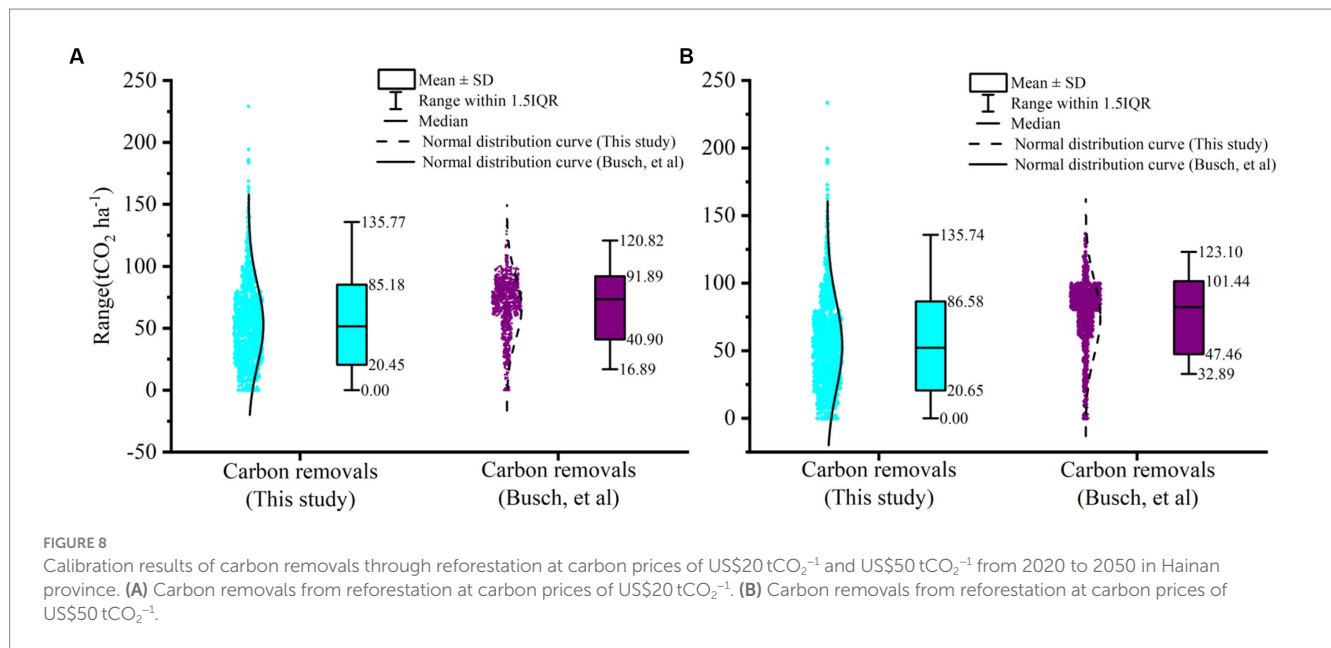 A
250
200
150
100
50
0
-50
Range(tCO₂ ha⁻¹)
Mean ± SD
Range within 1.5IQR
Median
Normal distribution curve (This study)
Normal distribution curve (Busch, et al)
135.77
85.18
20.45
0.00
120.82
91.89
40.90
16.89
Carbon removals
(This study)
Carbon removals
(Busch, et al)
B
250
200
150
100
50
0
Mean ± SD
Range within 1.5IQR
Median
Normal distribution curve (This study)
Normal distribution curve (Busch, et al)
135.74
86.58
20.65
0.00
123.10
101.44
47.46
32.89
Carbon removals
(This study)
Carbon removals
(Busch, et al)
FIGURE 8
Calibration results of carbon removals through reforestation at carbon prices of US$20 tCO₂⁻¹ and US$50 tCO₂⁻¹ from 2020 to 2050 in Hainan
province. (A) Carbon removals from reforestation at carbon prices of US$20 tCO₂⁻¹. (B) Carbon removals from reforestation at carbon prices of
US$50 tCO₂⁻¹.